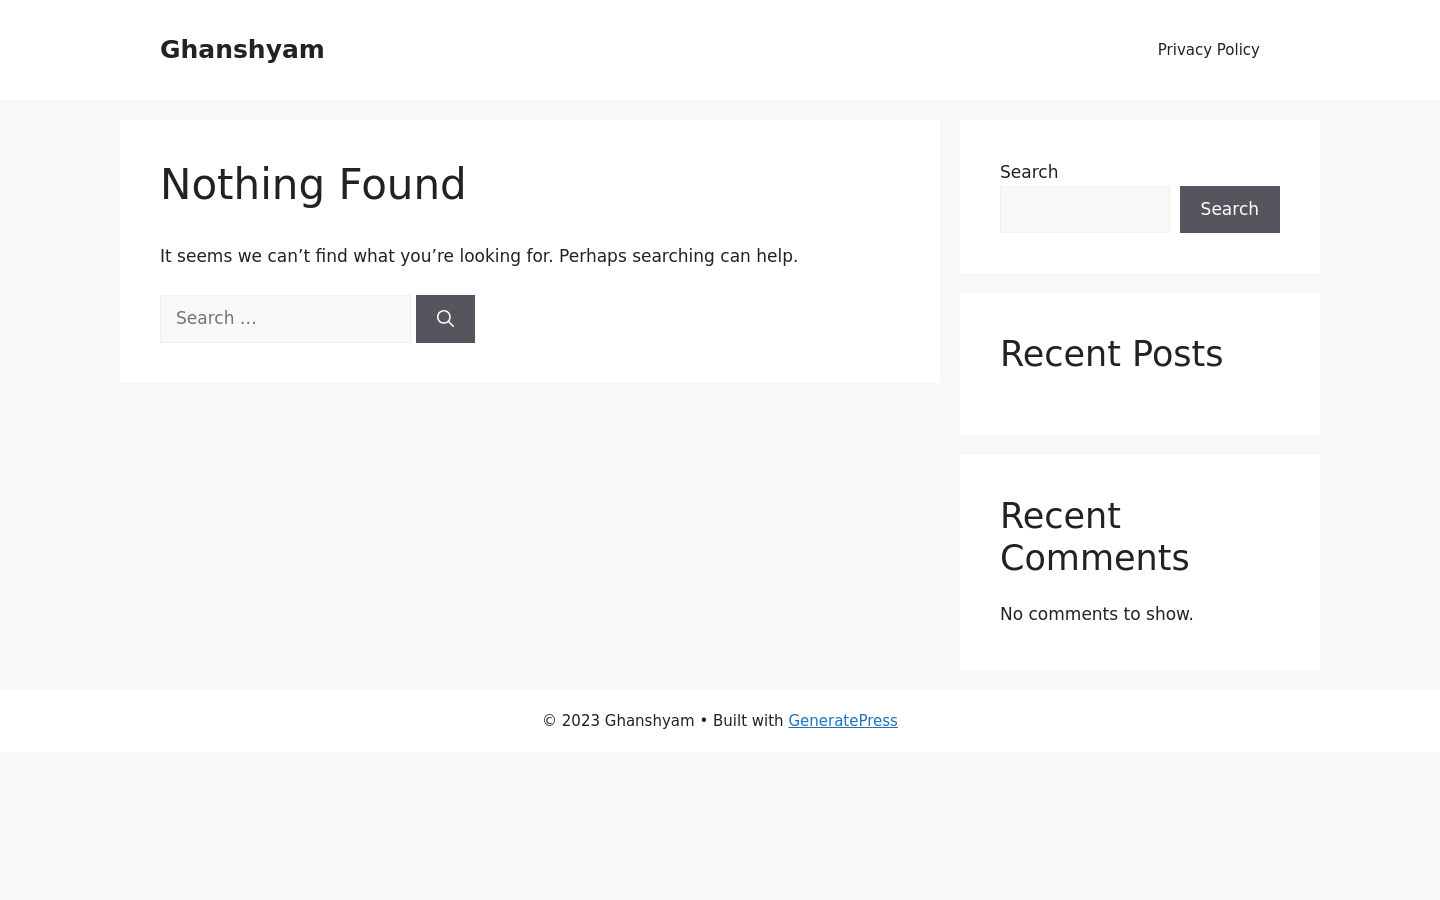 Ghanshyam
Privacy Policy
Nothing Found
It seems we can’t find what you’re looking for. Perhaps searching can help.
Search …
Search
Search
Recent Posts
Recent
Comments
No comments to show.
© 2023 Ghanshyam • Built with GeneratePress